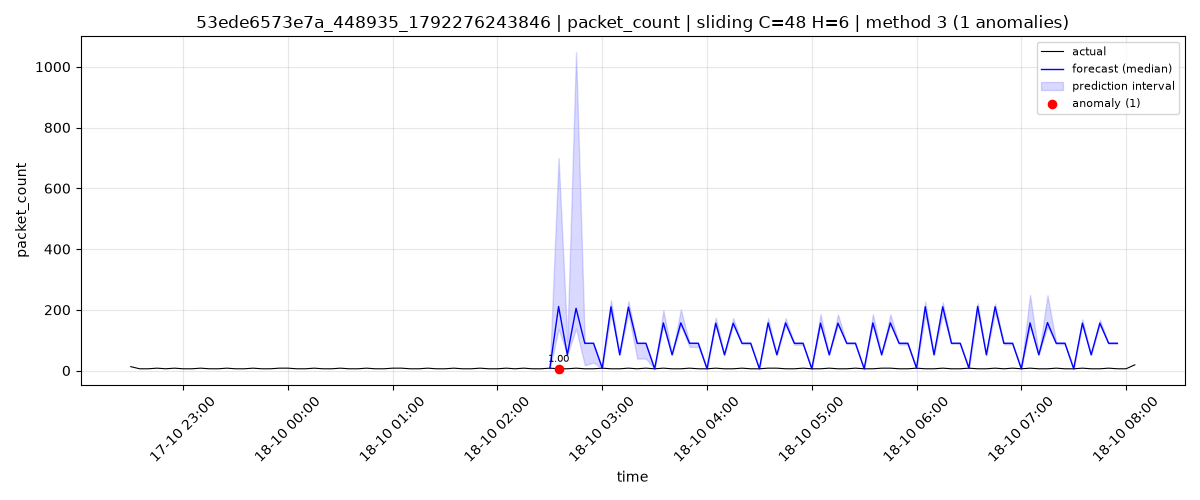 53ede6573e7a_448935_1792276243846 | packet_count | sliding C=48 H=6 | method 3 (1 anomalies)
actual
forecast (median)
prediction interval
anomaly (1)
packet_count
1000
800
600
400
200
0
1.00
17-10 23:00
18-10 00:00
18-10 01:00
18-10 02:00
18-10 03:00
18-10 04:00
18-10 05:00
18-10 06:00
18-10 07:00
18-10 08:00
time